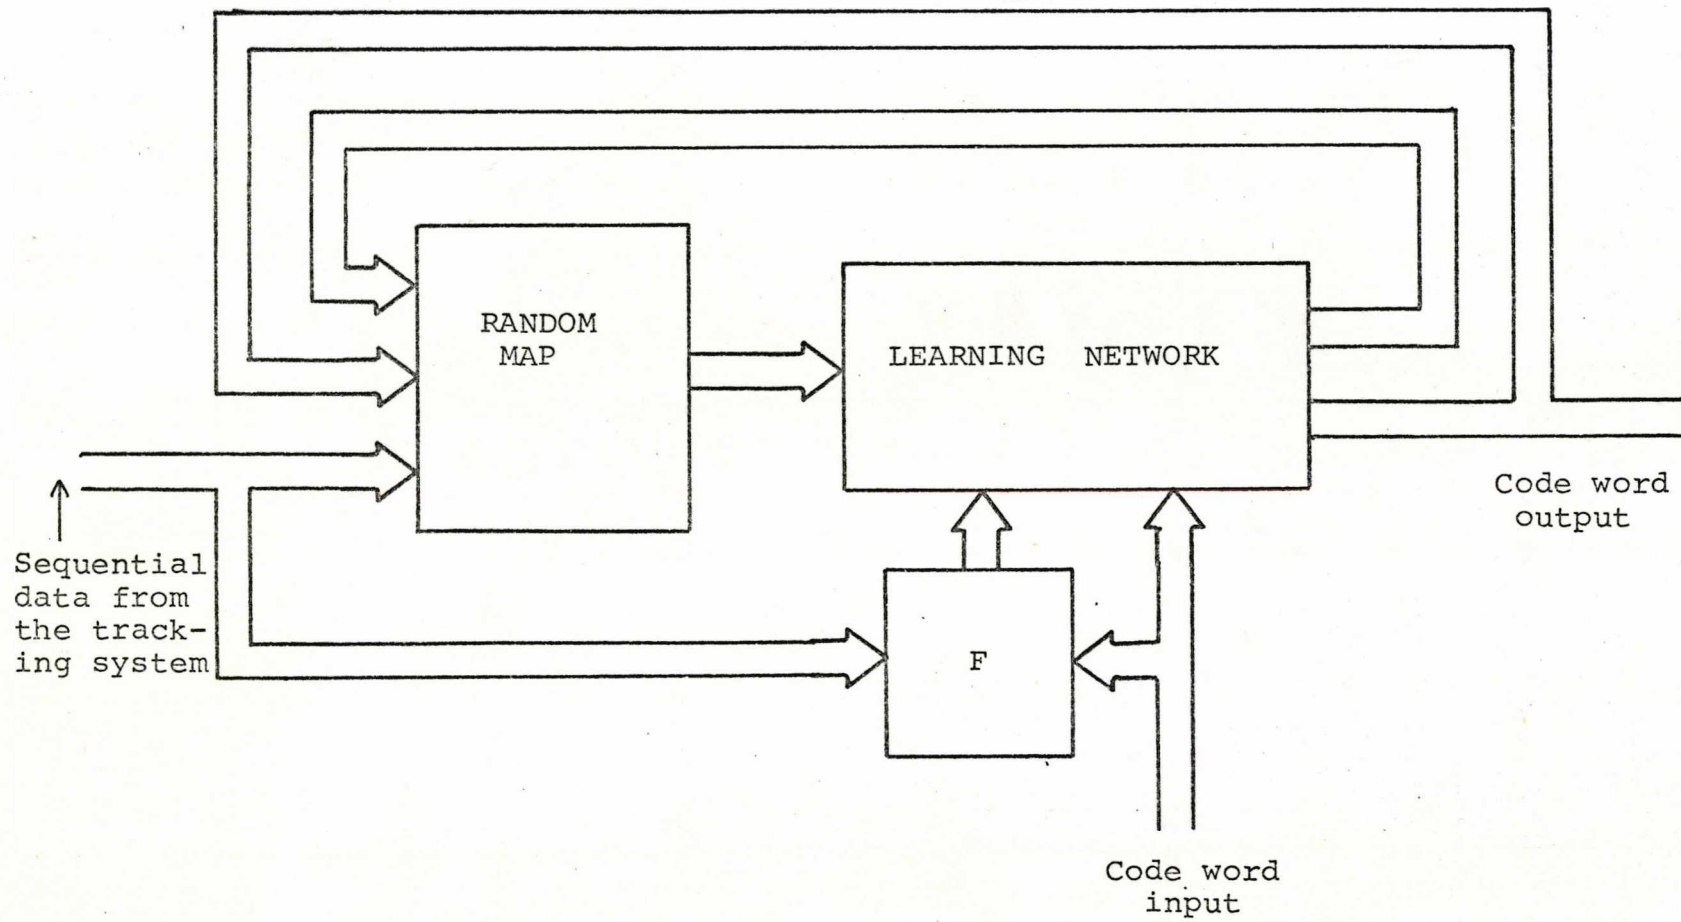 RANDOM
MAP
LEARNING NETWORK
Code word
output
Sequential
data from
the track-
ing system
F
Code word
input